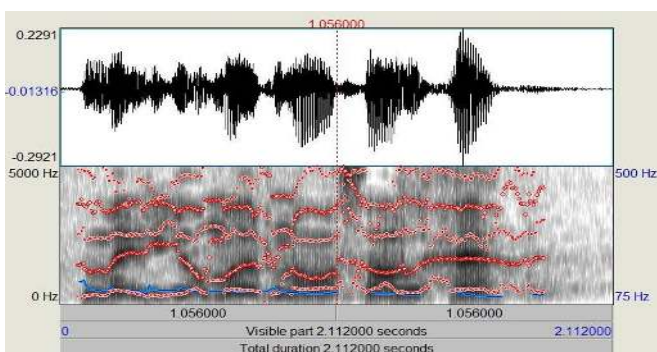 1.056000
0.2291
-0.01316
-0.2921
5000 Hz 500 Hz
0 Hz 75 Hz
1.056000 1.056000
0 Visible part 2.112000 seconds 2.112000
Total duration 2.112000 seconds